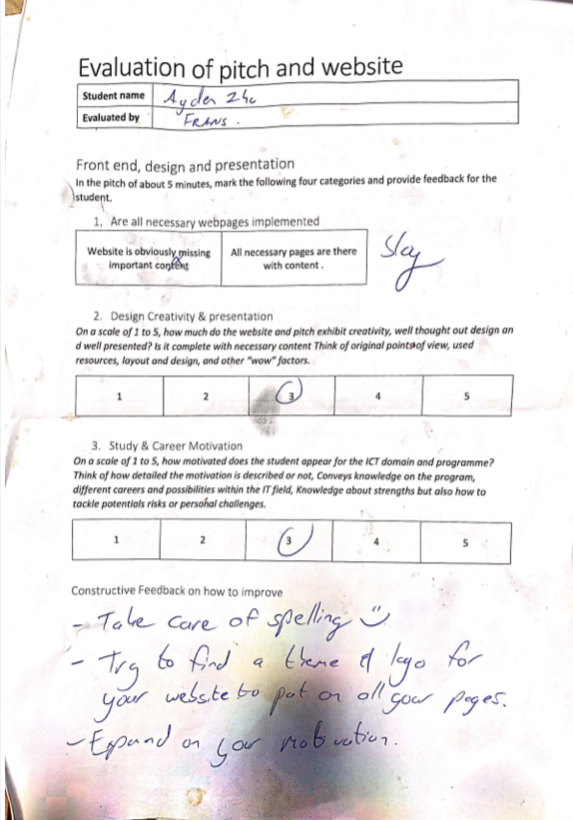 Evaluation of pitch and website
Student name Ayden Zhc
Evaluated by FRANS.
Front end, design and presentation
In the pitch of about 5 minutes, mark the following four categories and provide feedback for the
student.
1. Are all necessary webpages implemented
Website is obviously missing
important content
All necessary pages are there
with content.
Slay
2. Design Creativity & presentation
On a scale of 1 to 5, how much do the website and pitch exhibit creativity, well thought out design an
d well presented? Is it complete with necessary content Think of original points of view, used
resources, layout and design, and other "wow" factors.
1 2 3 4 5
3. Study & Career Motivation
On a scale of 1 to 5, how motivated does the student appear for the ICT domain and programme?
Think of how detailed the motivation is described or not, Conveys knowledge on the program,
different careers and possibilities within the IT field, Knowledge about strengths but also how to
tackle potentials risks or personal challenges.
1 2 3 4 5
Constructive Feedback on how to improve
- Take care of spelling
- Try to find a theme & logo for
your website to put on all your pages.
- Expand on your motivation.